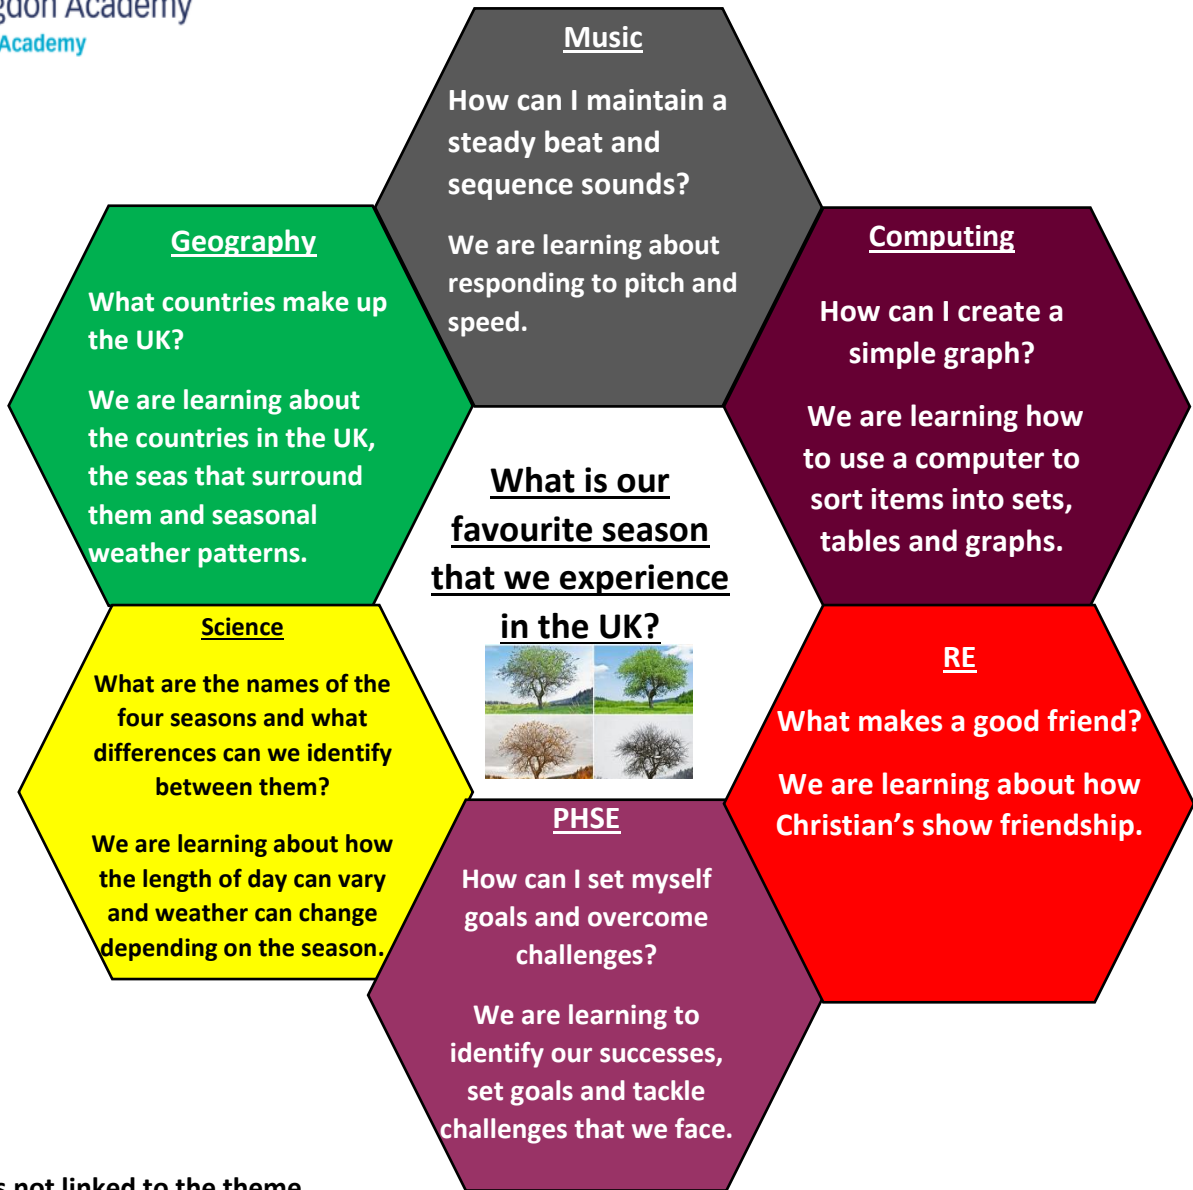 Academy
Academy
Music
How can I maintain a
steady beat and
sequence sounds?
We are learning about
responding to pitch and
speed.
Geography
What countries make up
the UK?
We are learning about
the countries in the UK,
the seas that surround
them and seasonal
weather patterns.
Computing
How can I create a
simple graph?
We are learning how
to use a computer to
sort items into sets,
tables and graphs.
What is our
favourite season
that we experience
in the UK?
Science
What are the names of the
four seasons and what
differences can we identify
between them?
We are learning about how
the length of day can vary
and weather can change
depending on the season.
RE
What makes a good friend?
We are learning about how
Christian's show friendship.
PHSE
How can I set myself
goals and overcome
challenges?
We are learning to
identify our successes,
set goals and tackle
challenges that we face.
not linked to the theme